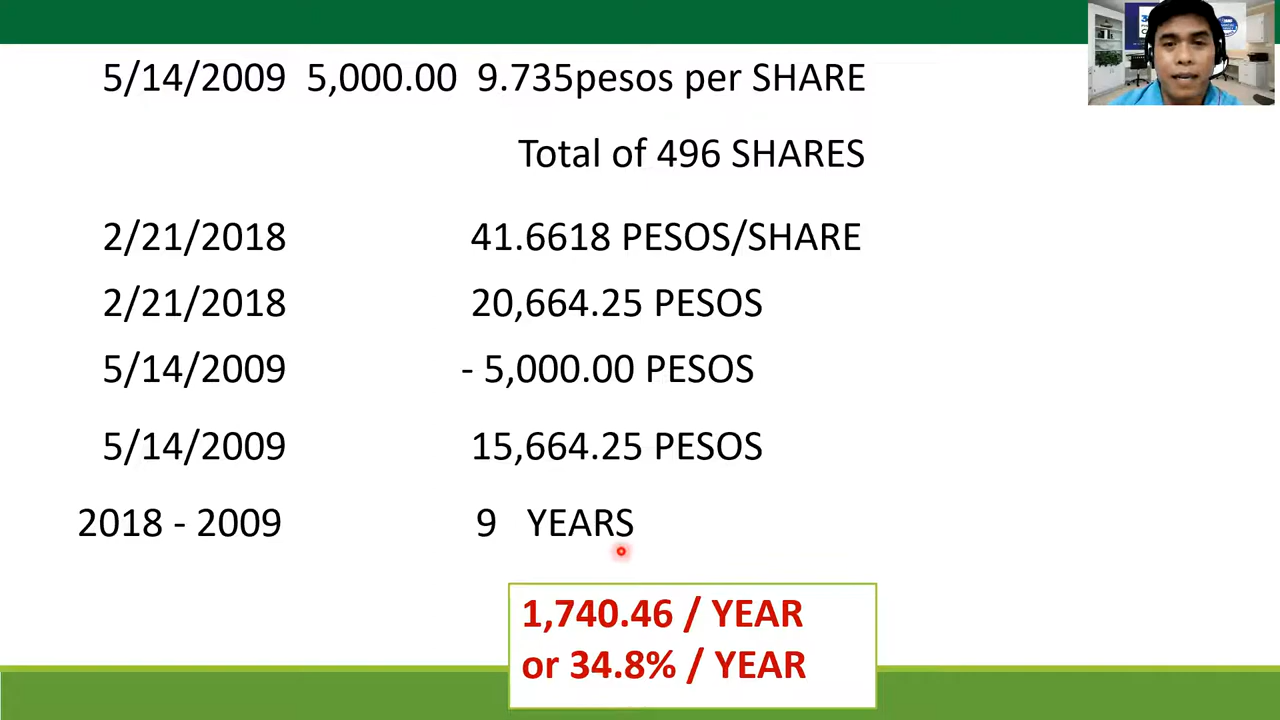 5/14/2009 5,000.00 9.735pesos per SHARE
Total of 496 SHARES
2/21/2018 41.6618 PESOS/SHARE
2/21/2018 20,664.25 PESOS
5/14/2009 - 5,000.00 PESOS
5/14/2009 15,664.25 PESOS
2018 - 2009 9 YEARS
1,740.46 / YEAR
or 34.8% / YEAR